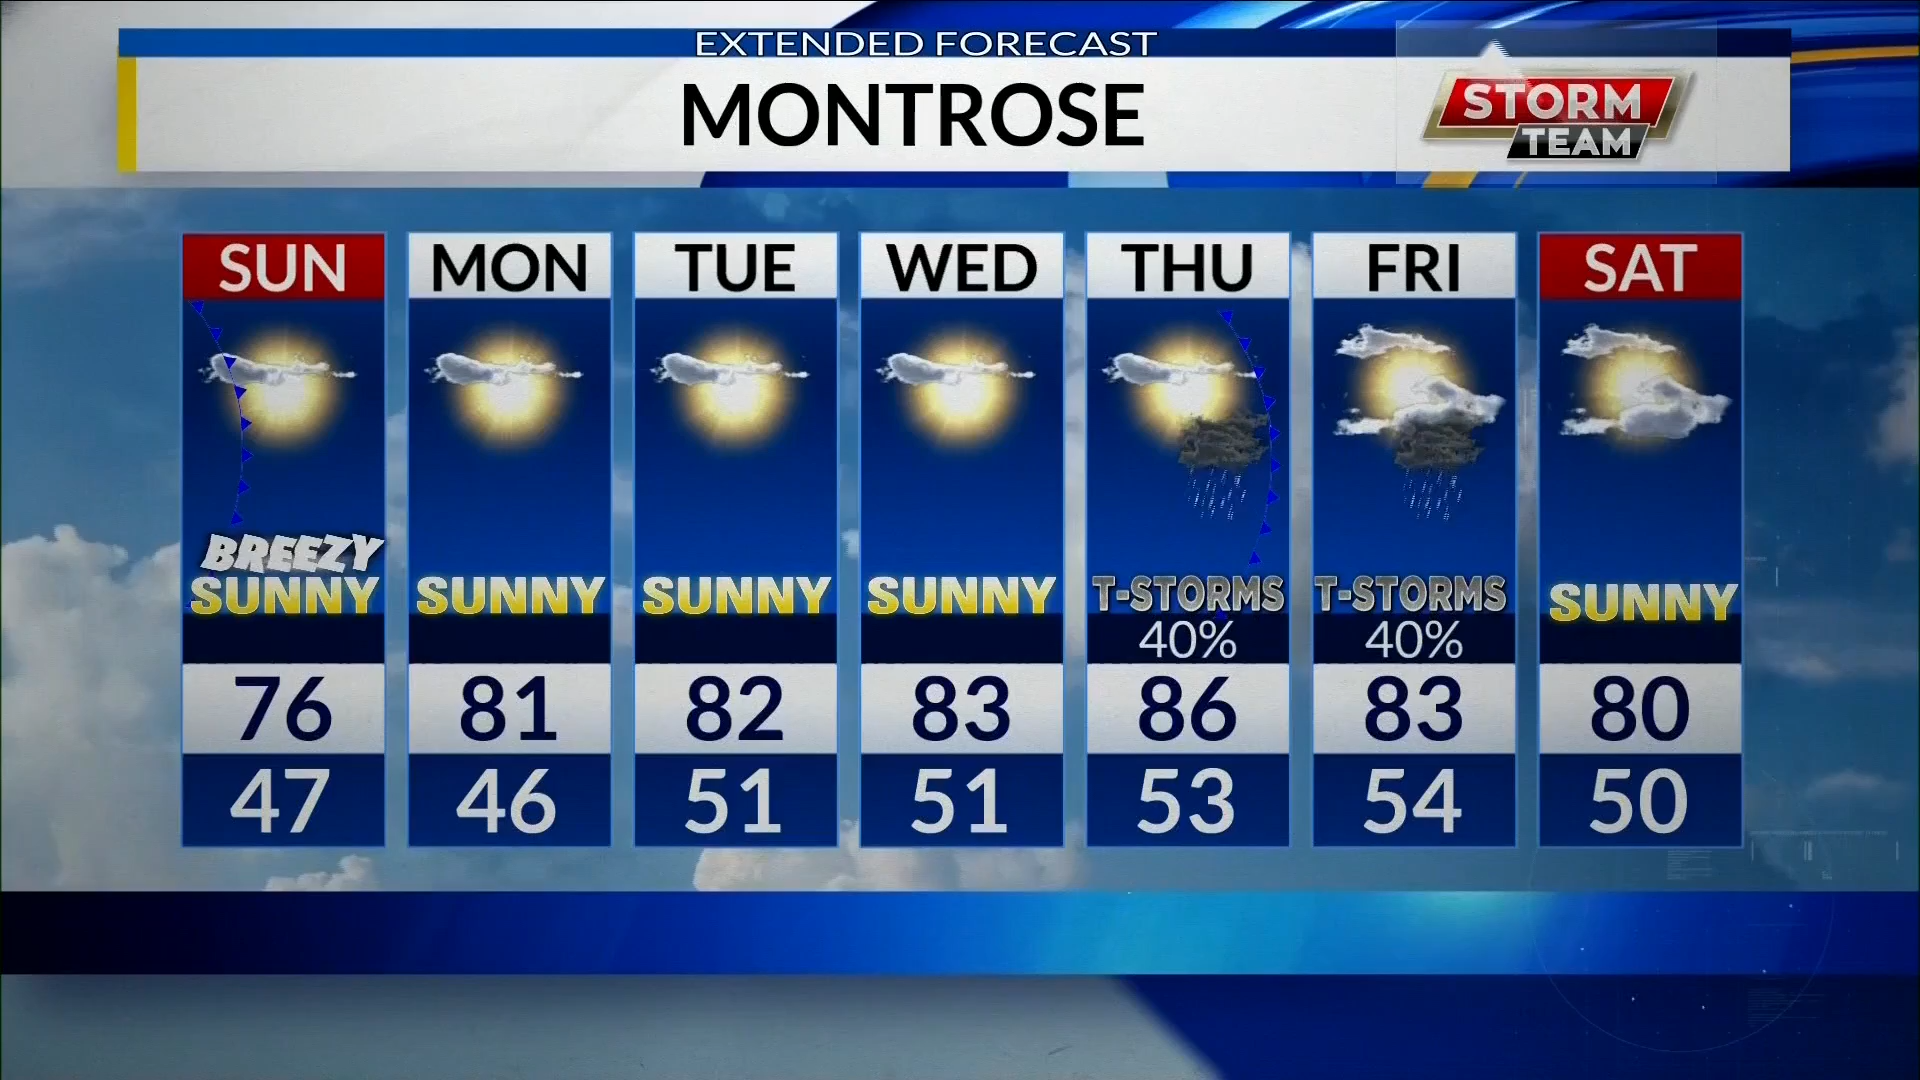 EXTENDED FORECAST
MONTROSE
STORM
TEAM
SUN MON TUE WED THU FRI SAT
BREEZY
SUNNY SUNNY SUNNY SUNNY T-STORMS T-STORMS SUNNY
40% 40%
76 81 82 83 86 83 80
47 46 51 51 53 54 50